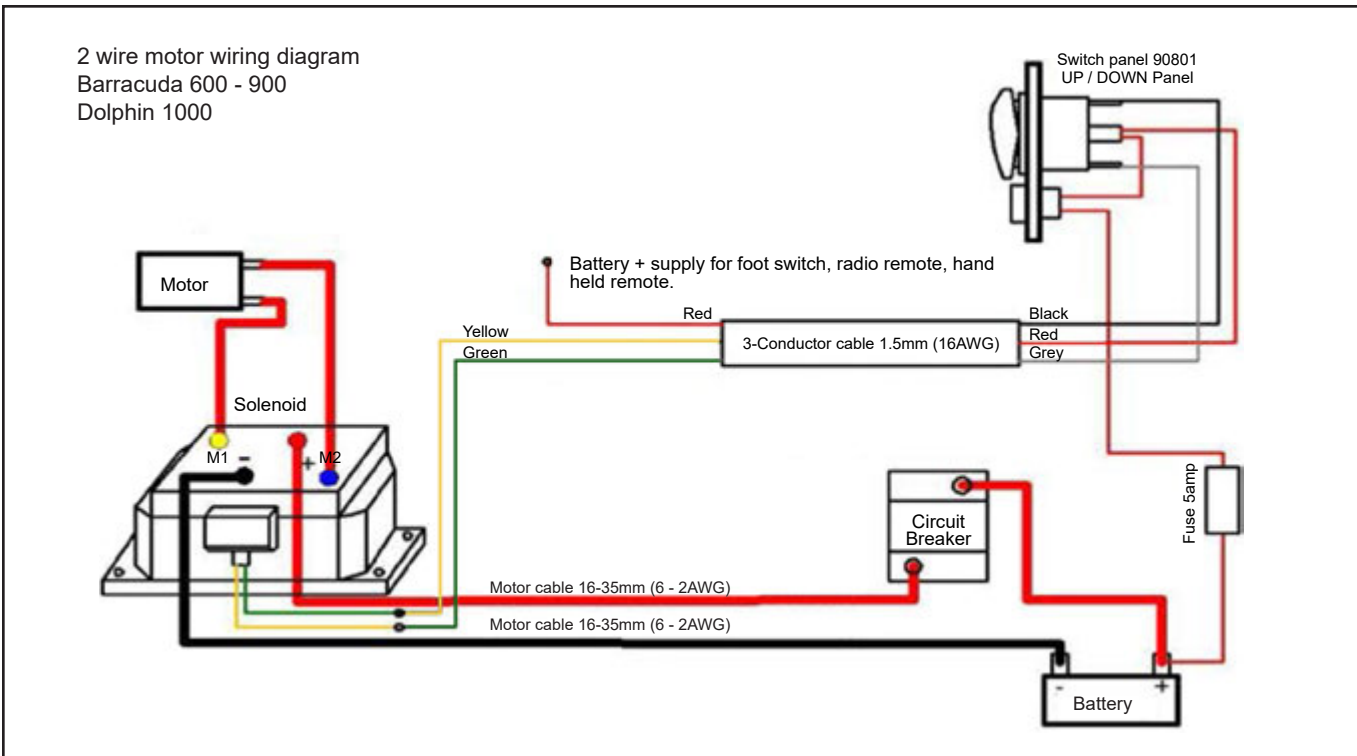 2 wire motor wiring diagram
Barracuda 600 - 900
Dolphin 1000
Switch panel 90801
UP / DOWN Panel
Motor
Battery + supply for foot switch, radio remote, hand
held remote.
Red
Yellow
Green
3-Conductor cable 1.5mm (16AWG)
Black
Red
Grey
Solenoid
M1
-
+
M2
Circuit
Breaker
Fuse 5amp
Motor cable 16-35mm (6 - 2AWG)
Motor cable 16-35mm (6 - 2AWG)
-
+
Battery